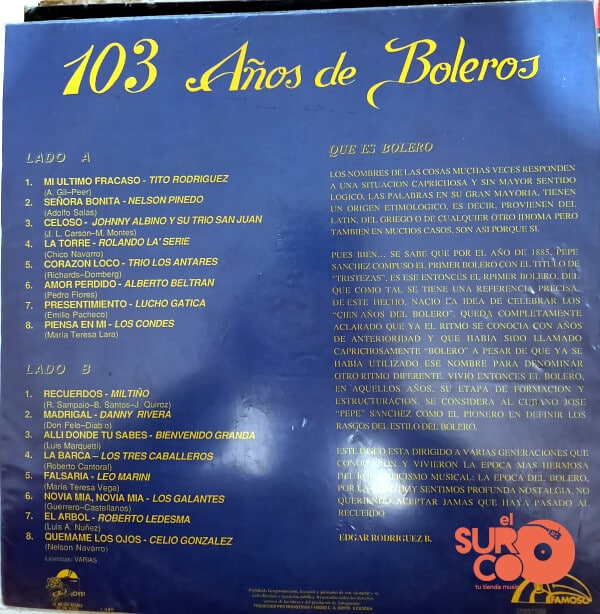 103 Años de Boleros
LADO A
1. MI ULTIMO FRACASO - TITO RODRIGUEZ
(A. Gil-Peer)
2. SEÑORA BONITA - NELSON PINEDO
(Adolfo Salas)
3. CELOSO - JOHNNY ALBINO Y SU TRIO SAN JUAN
(J. L. Carson-M. Montes)
4. LA TORRE - ROLANDO LA' SERIE
(Chico Navarro)
5. CORAZON LOCO - TRIO LOS ANTARES
(Richards-Domberg)
6. AMOR PERDIDO - ALBERTO BELTRAN
(Pedro Flores)
7. PRESENTIMIENTO - LUCHO GATICA
(Emilio Pacheco)
8. PIENSA EN MI - LOS CONDES
(María Teresa Lara)
LADO B
1. RECUERDOS - MILTIÑO
(R. Sampalo-B. Santos-J. Quiroz)
2. MADRIGAL - DANNY RIVERA
(Don Felo-Diab o)
3. ALLI DONDE TU SABES - BIENVENIDO GRANDA
(Luis Marquetti)
4. LA BARCA – LOS TRES CABALLEROS
(Roberto Cantoral)
5. FALSARIA - LEO MARINI
(María Teresa Vega)
6. NOVIA MIA, NOVIA MIA - LOS GALANTES
(Guerrero-Castellanos)
7. EL ARBOL - ROBERTO LEDESMA
(Luis A. Nuñez)
8. QUEMAME LOS OJOS - CELIO GONZALEZ
(Nelson Navarro)
Licencias: VARIAS
QUE ES BOLERO
LOS NOMBRES DE LAS COSAS MUCHAS VECES RESPONDEN
A UNA SITUACION CAPRICHOSA Y SIN MAYOR SENTIDO
LOGICO, LAS PALABRAS EN SU GRAN MAYORIA, TIENEN
UN ORIGEN ETIMOLOGICO. ES DECIR, PROVIENEN DEL
LATIN, DEL GRIEGO O DE CUALQUIER OTRO IDIOMA PERO
TAMBIEN EN MUCHOS CASOS, SON ASI PORQUE SI.
PUES BIEN... SE SABE QUE POR EL AÑO DE 1885, PEPE
SANCHEZ COMPUSO EL PRIMER BOLERO CON EL TITULO DE
"TRISTEZAS", ES ESE ENTONCES EL RPIMER BOLERO, DEL
QUE COMO TAL SE TIENE UNA REFERENCIA PRECISA.
DE ESTE HECHO, NACIO LA IDEA DE CELEBRAR LOS
"CIEN AÑOS DEL BOLERO". QUEDA COMPLETAMENTE
ACLARADO QUE YA EL RITMO SE CONOCIA CON AÑOS
DE ANTERIORIDAD Y QUE HABIA SIDO LLAMADO
CAPRICHOSAMENTE "BOLERO" A PESAR DE QUE YA SE
HABIA UTILIZADO ESE NOMBRE PARA DENOMINAR
OTRO RITMO DIFERENTE. VIVIO ENTONCES EL BOLERO,
EN AQUELLOS AÑOS, SU ETAPA DE FORMACION Y
ESTRUCTURACION, SE CONSIDERA AL CUBANO JOSE
"PEPE" SANCHEZ COMO EL PIONERO EN DEFINIR LOS
RASGOS DEL ESTILO DEL BOLERO.
ESTE DISCO ESTA DIRIGIDO A VARIAS GENERACIONES QUE
CONOCIERON Y VIVIERON LA EPOCA MAS HERMOSA
DEL ROMANTICISMO MUSICAL: LA EPOCA DEL BOLERO,
POR LA QUE HOY SENTIMOS PROFUNDA NOSTALGIA, NO
QUERIENDO ACEPTAR JAMAS QUE HAYA PASADO AL
RECUERDO
EDGAR RODRIGUEZ B.
el
SURCO
tu tienda music
FAMOSO